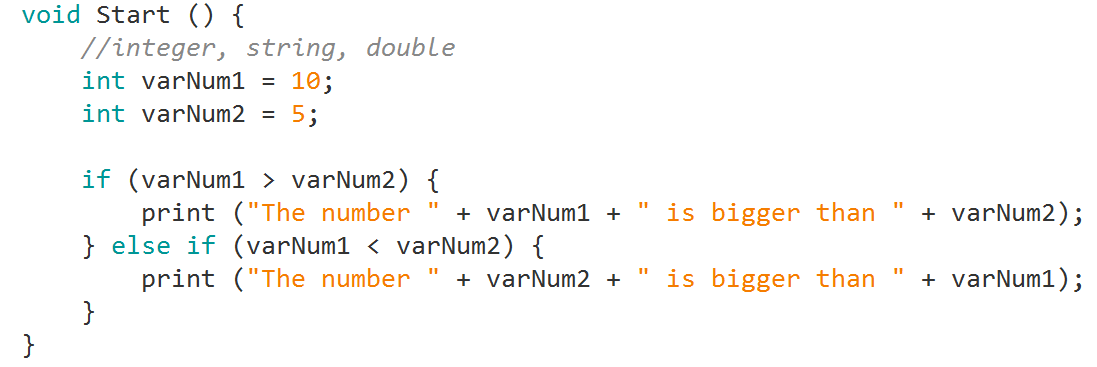 void Start () {
    //integer, string, double
    int varNum1 = 10;
    int varNum2 = 5;

    if (varNum1 > varNum2) {
        print ("The number " + varNum1 + " is bigger than " + varNum2);
    } else if (varNum1 < varNum2) {
        print ("The number " + varNum2 + " is bigger than " + varNum1);
    }
}